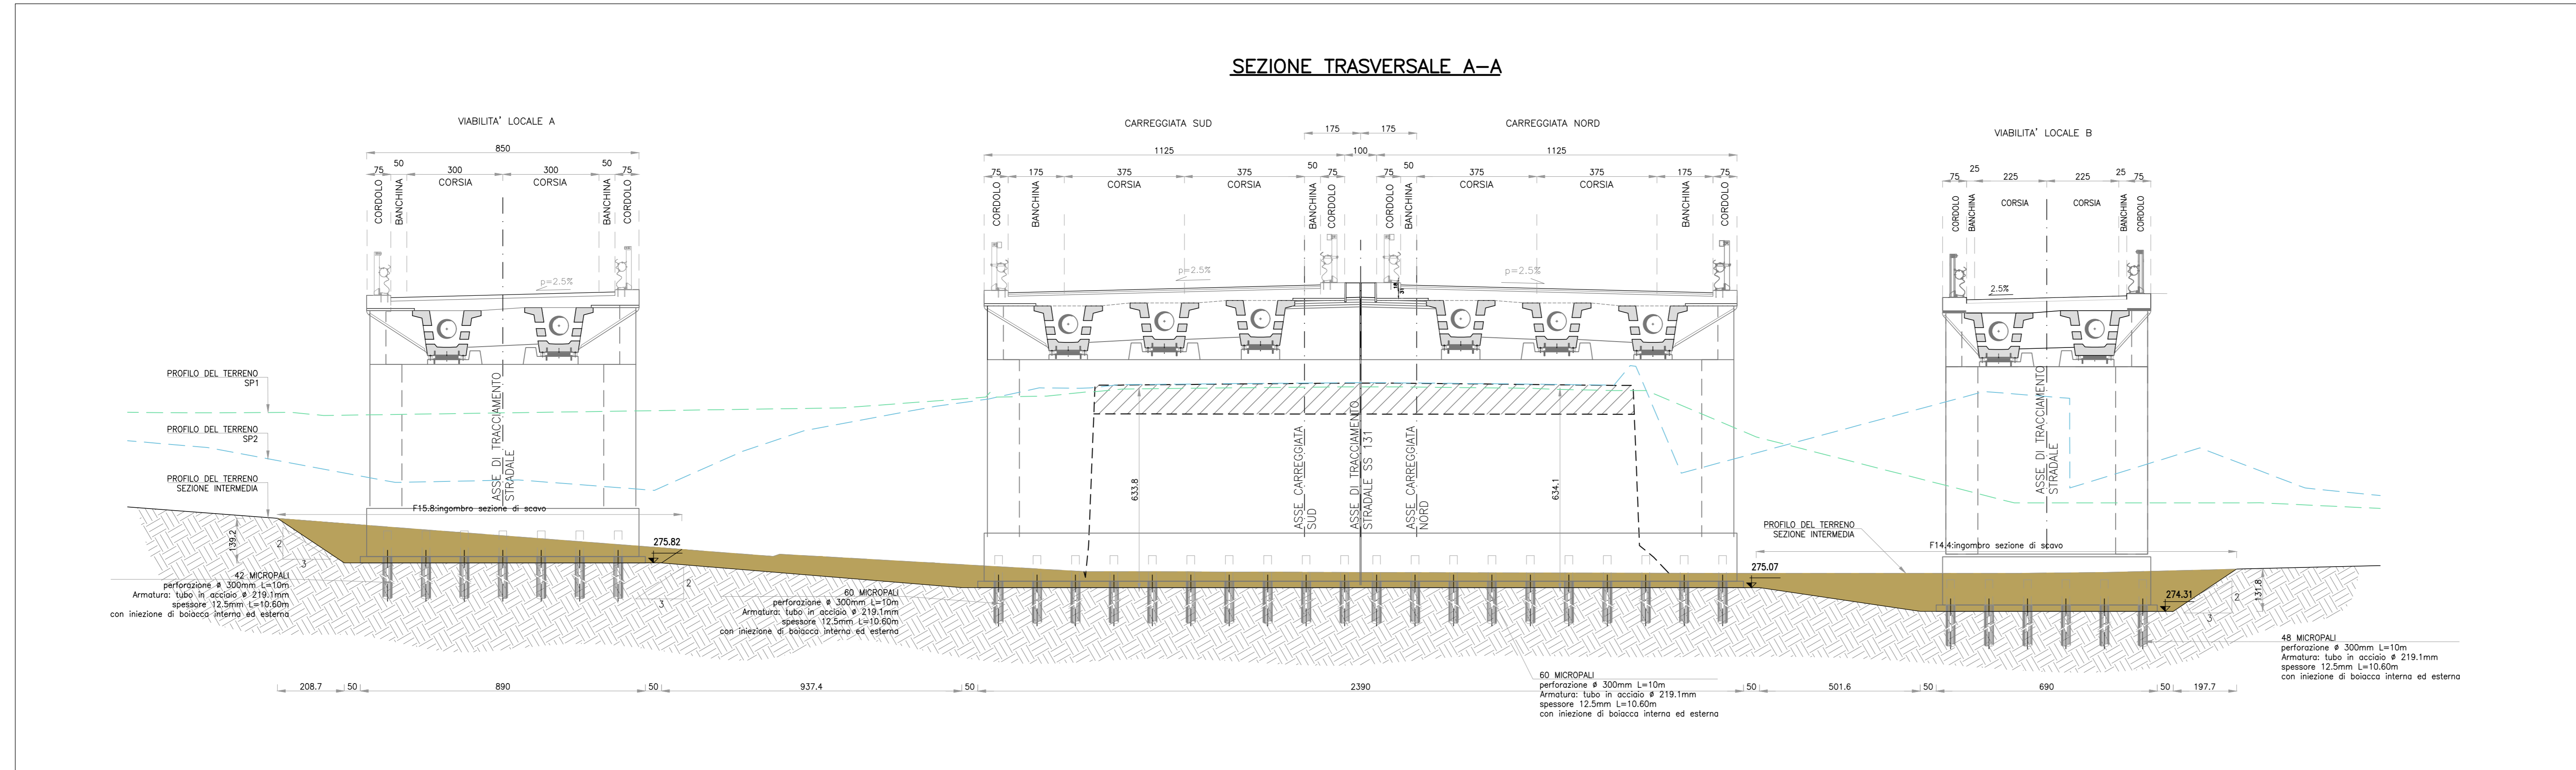 SEZIONE TRASVERSALE A-A
VIABILITA' LOCALE A
850
75
50
300
300
50
75
CORDOLO
BANCHINA
CORSIA
CORSIA
BANCHINA
CORDOLO
p=2.5%
ASSE DI TRACCIAMENTO
STRADALE
CARREGGIATA SUD
CARREGGIATA NORD
175
175
1125
100
1125
75
175
375
375
50
75
75
50
375
375
175
75
CORDOLO
BANCHINA
CORSIA
CORSIA
BANCHINA
CORDOLO
CORDOLO
BANCHINA
CORSIA
CORSIA
BANCHINA
CORDOLO
p=2.5%
p=2.5%
31
633.8
634.1
ASSE CARREGGIATA
SUD
ASSE DI TRACCIAMENTO
STRADALE SS 131
ASSE CARREGGIATA
NORD
VIABILITA' LOCALE B
75
25
225
225
25
75
CORDOLO
BANCHINA
CORSIA
CORSIA
BANCHINA
CORDOLO
2.5%
ASSE DI TRACCIAMENTO
STRADALE
PROFILO DEL TERRENO
SP1
PROFILO DEL TERRENO
SP2
PROFILO DEL TERRENO
SEZIONE INTERMEDIA
F15.8:ingombro sezione di scavo
139.2
2
3
275.82
2
3
42 MICROPALI
perforazione ø 300mm L=10m
Armatura: tubo in acciaio ø 219.1mm
spessore 12.5mm L=10.60m
con iniezione di boiacca interna ed esterna
60 MICROPALI
perforazione ø 300mm L=10m
Armatura: tubo in acciaio ø 219.1mm
spessore 12.5mm L=10.60m
con iniezione di boiacca interna ed esterna
PROFILO DEL TERRENO
SEZIONE INTERMEDIA
F14.4:ingombro sezione di scavo
275.07
274.31
131.8
2
3
48 MICROPALI
perforazione ø 300mm L=10m
Armatura: tubo in acciaio ø 219.1mm
spessore 12.5mm L=10.60m
con iniezione di boiacca interna ed esterna
60 MICROPALI
perforazione ø 300mm L=10m
Armatura: tubo in acciaio ø 219.1mm
spessore 12.5mm L=10.60m
con iniezione di boiacca interna ed esterna
208.7
50
890
50
937.4
50
2390
50
501.6
50
690
50
197.7